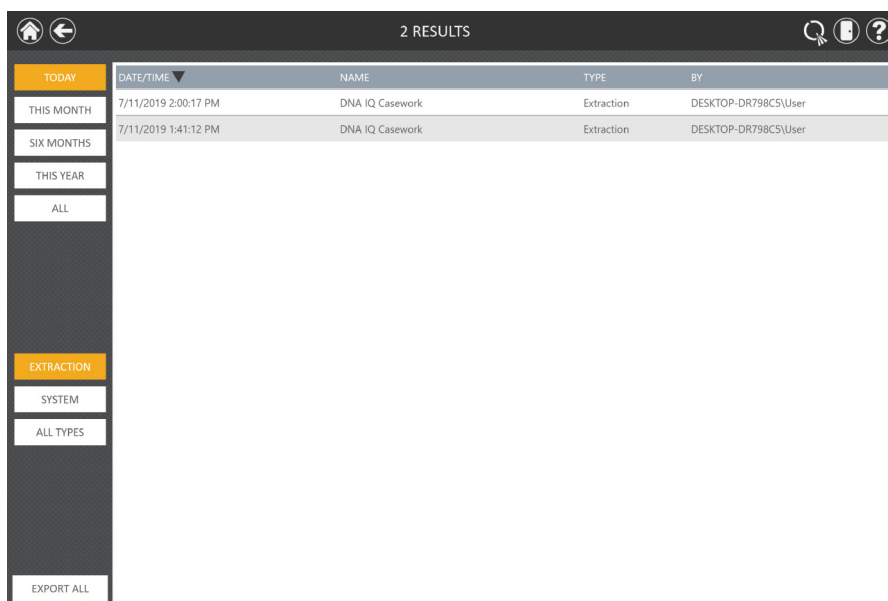 2 RESULTS
?
TODAY
THIS MONTH
SIX MONTHS
THIS YEAR
ALL
EXTRACTION
SYSTEM
ALL TYPES
EXPORT ALL
DATE/TIME NAME TYPE BY
7/11/2019 2:00:17 PM DNA IQ Casework Extraction DESKTOP-DR798C5\User
7/11/2019 1:41:12 PM DNA IQ Casework Extraction DESKTOP-DR798C5\User